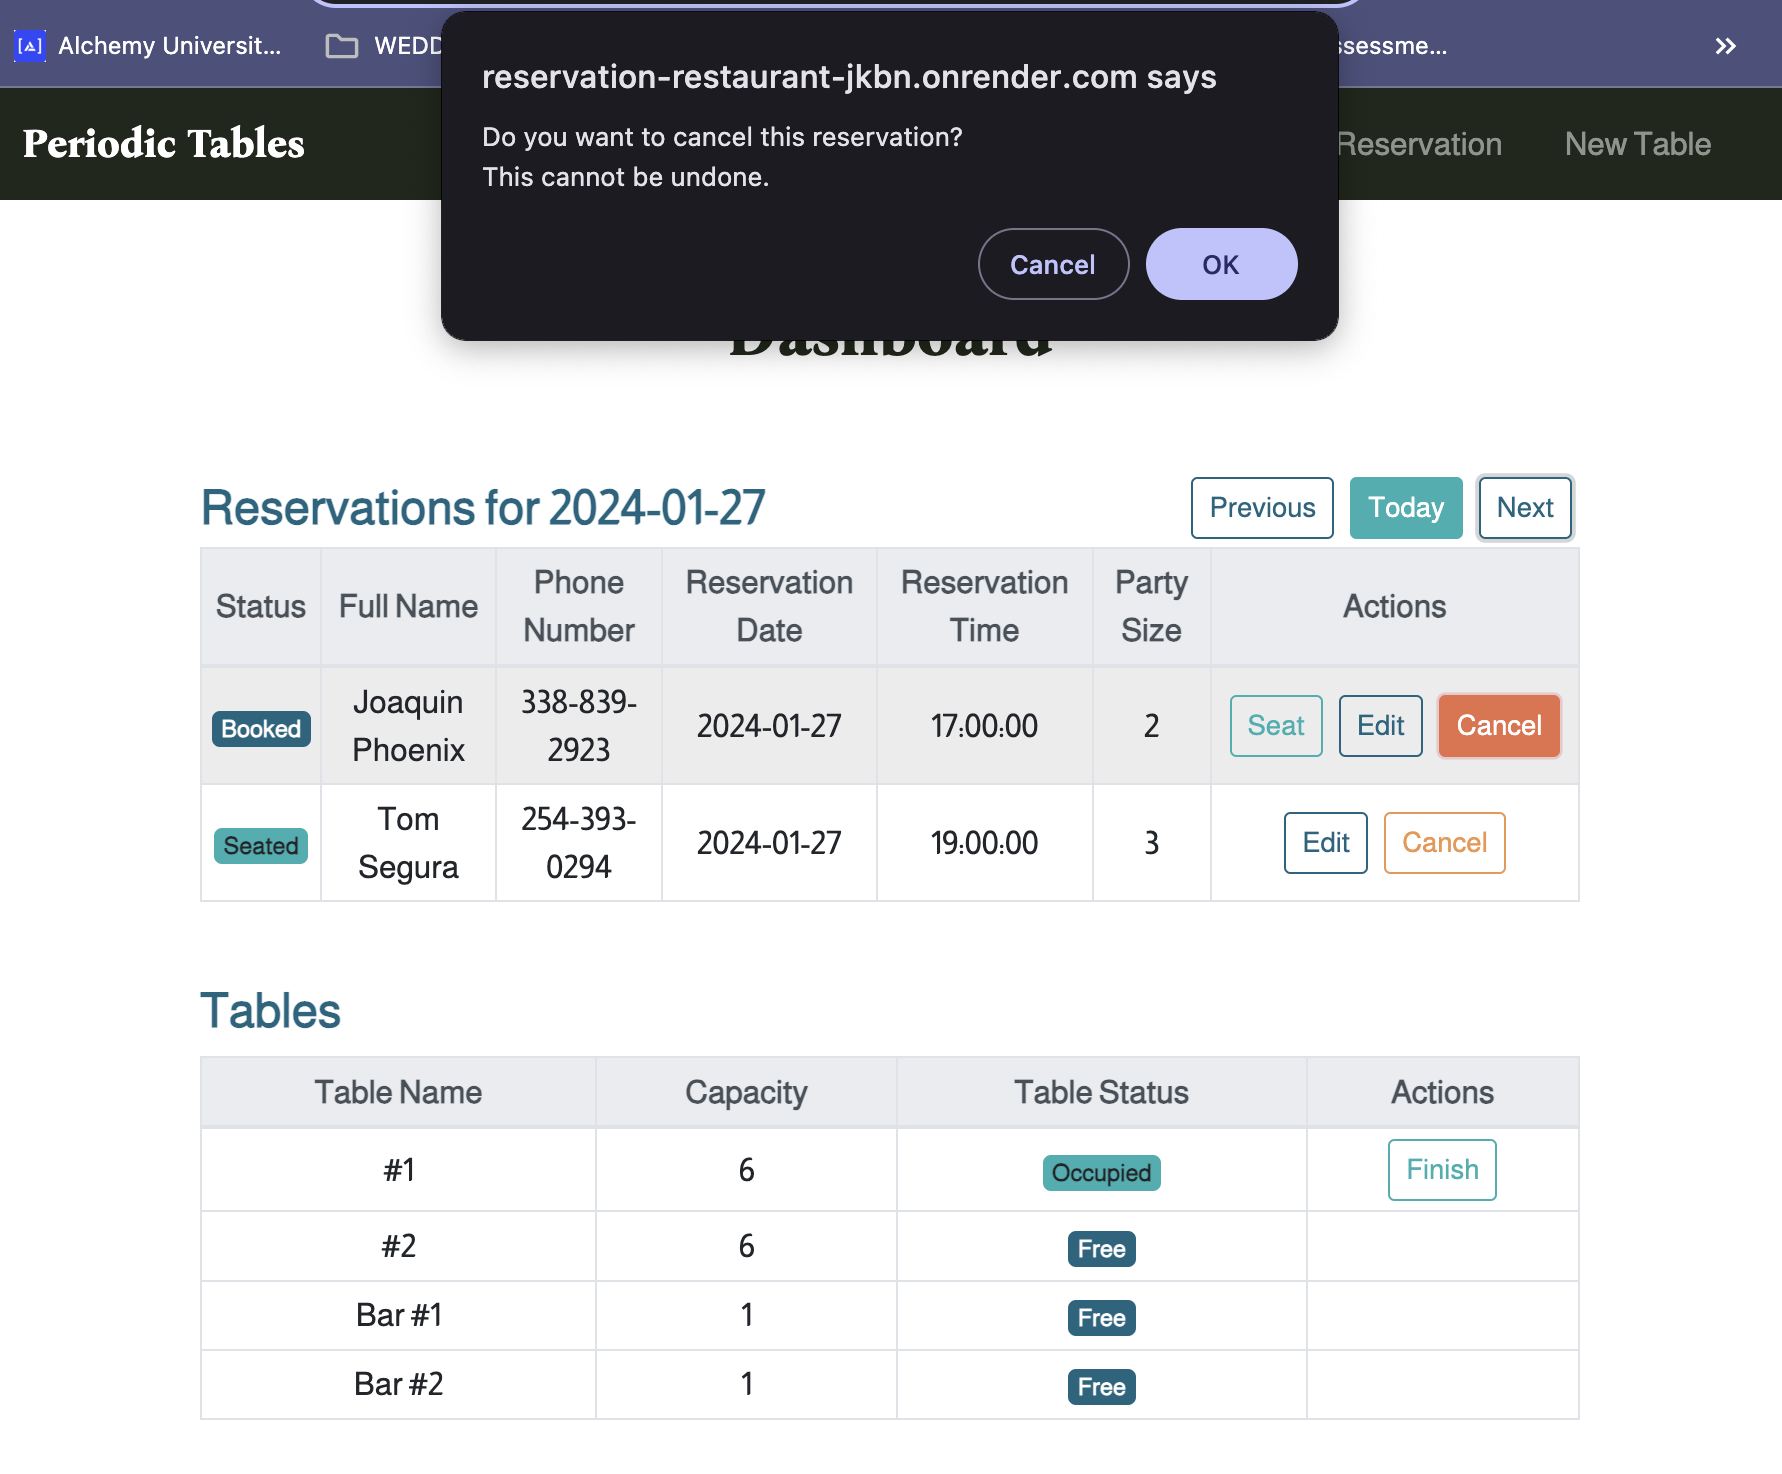 [A] Alchemy Universit...
reservation-restaurant-jkbn.onrender.com says
Do you want to cancel this reservation?
This cannot be undone.
Cancel OK
Periodic Tables
Reservation New Table
Dashboard
Reservations for 2024-01-27
Previous Today Next
Status Full Name Phone Number Reservation Date Reservation Time Party Size Actions
Booked Joaquin Phoenix 338-839-2923 2024-01-27 17:00:00 2 Seat Edit Cancel
Seated Tom Segura 254-393-0294 2024-01-27 19:00:00 3 Edit Cancel
Tables
Table Name Capacity Table Status Actions
#1 6 Occupied Finish
#2 6 Free
Bar #1 1 Free
Bar #2 1 Free